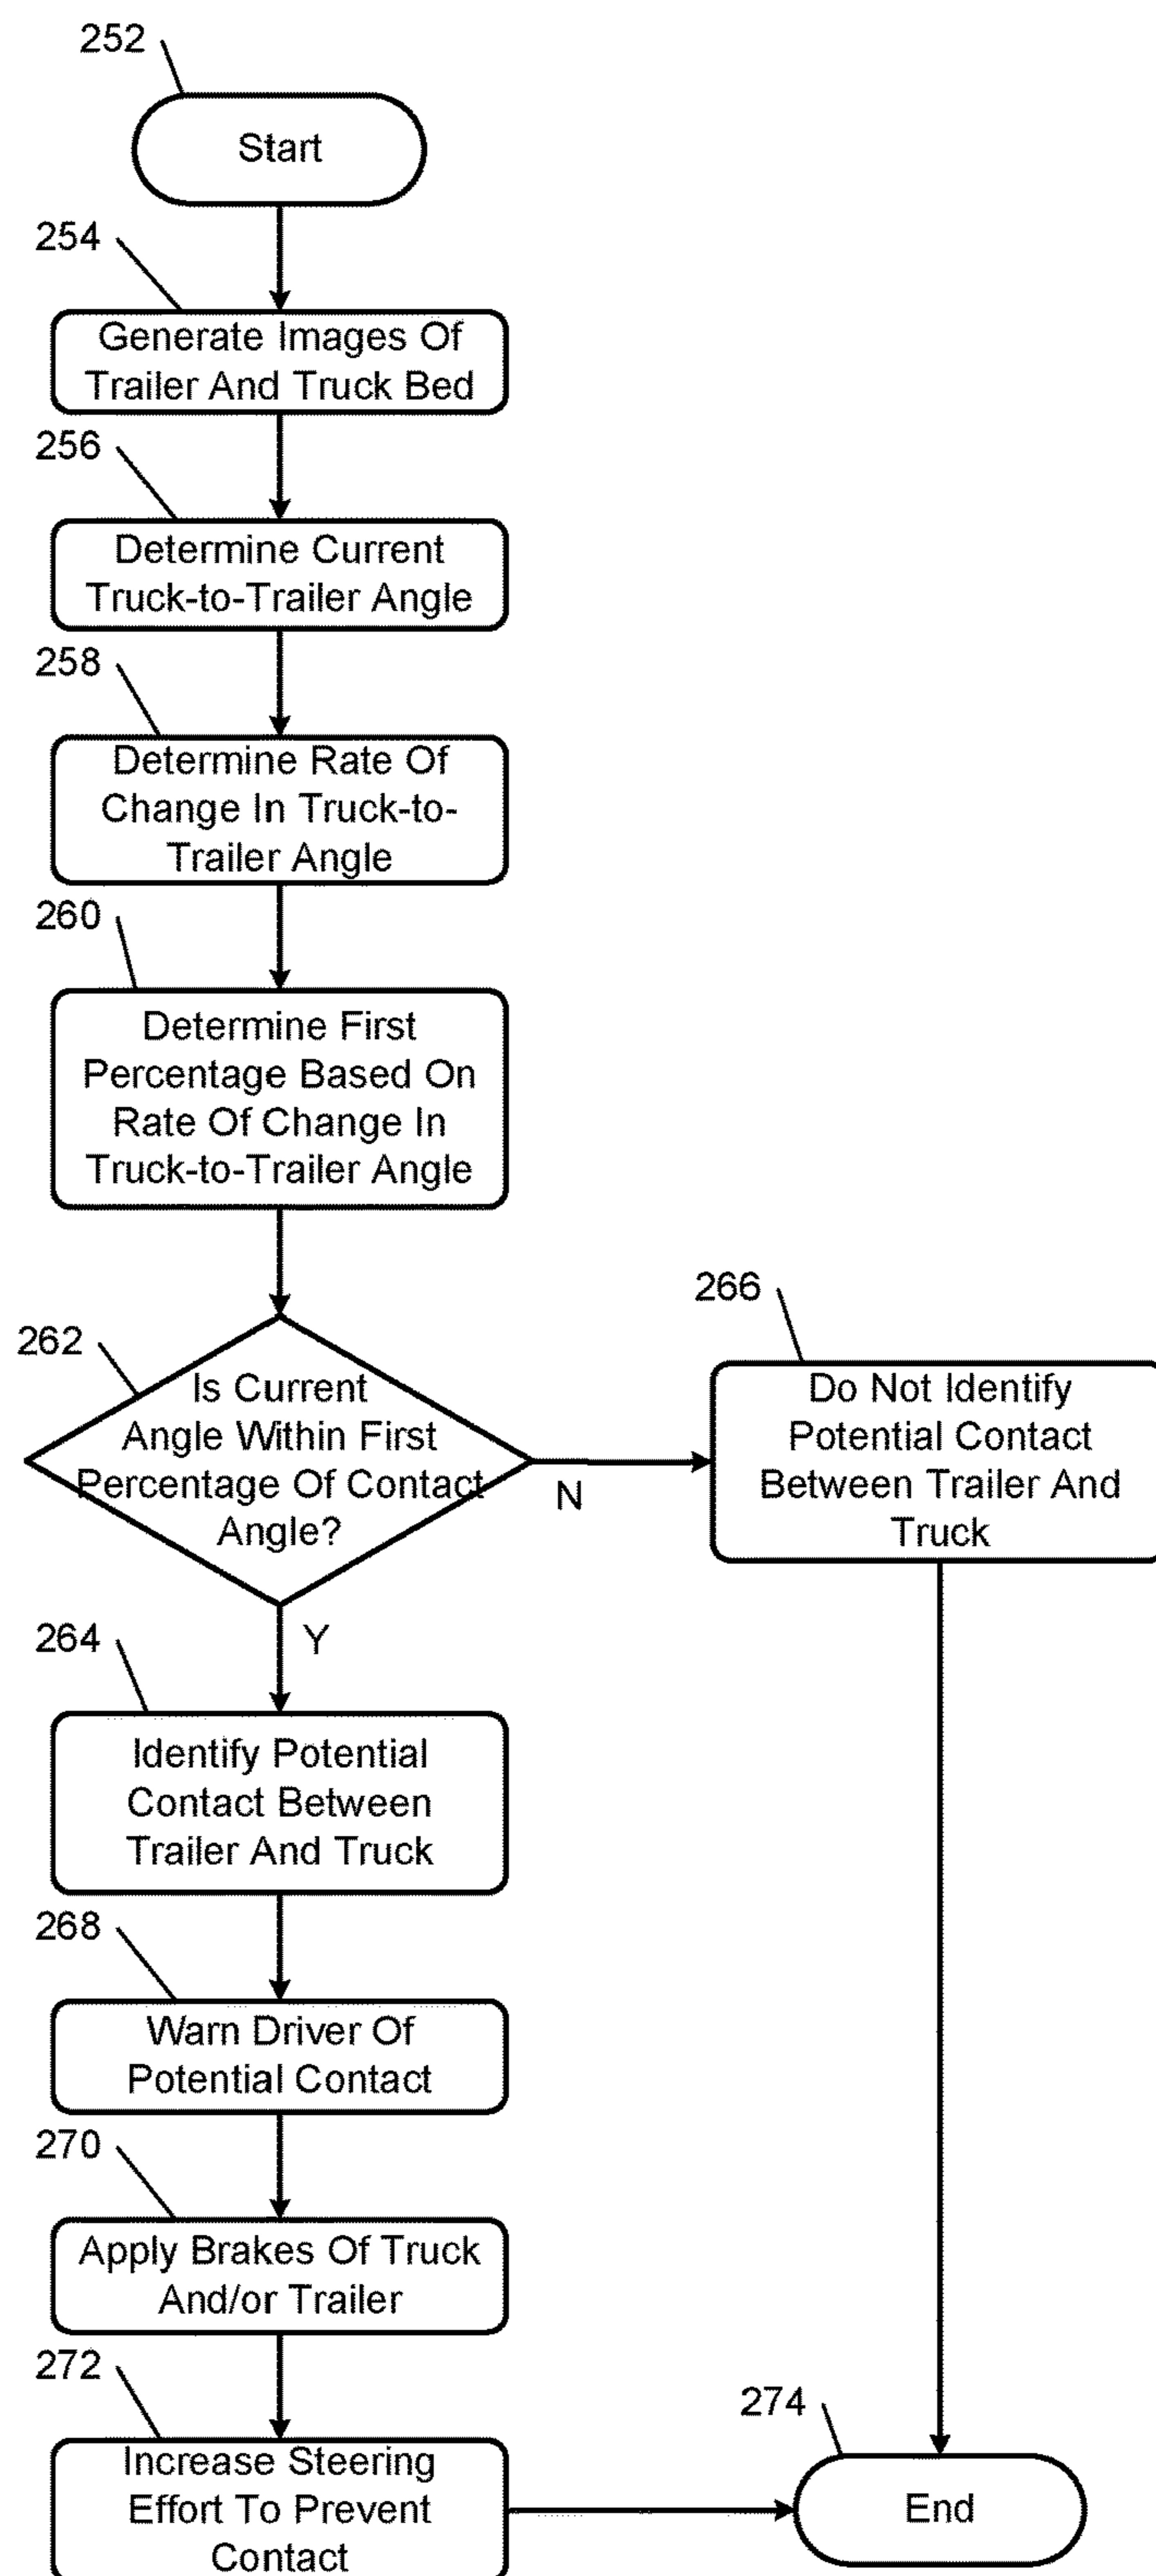 252
Start
254
Generate Images Of
Trailer And Truck Bed
256
Determine Current
Truck-to-Trailer Angle
258
Determine Rate Of
Change In Truck-to-
Trailer Angle
260
Determine First
Percentage Based On
Rate Of Change In
Truck-to-Trailer Angle
262
Is Current
Angle Within First
Percentage Of Contact
Angle?
N
Y
266
Do Not Identify
Potential Contact
Between Trailer And
Truck
264
Identify Potential
Contact Between
Trailer And Truck
268
Warn Driver Of
Potential Contact
270
Apply Brakes Of Truck
And/or Trailer
272
Increase Steering
Effort To Prevent
Contact
274
End